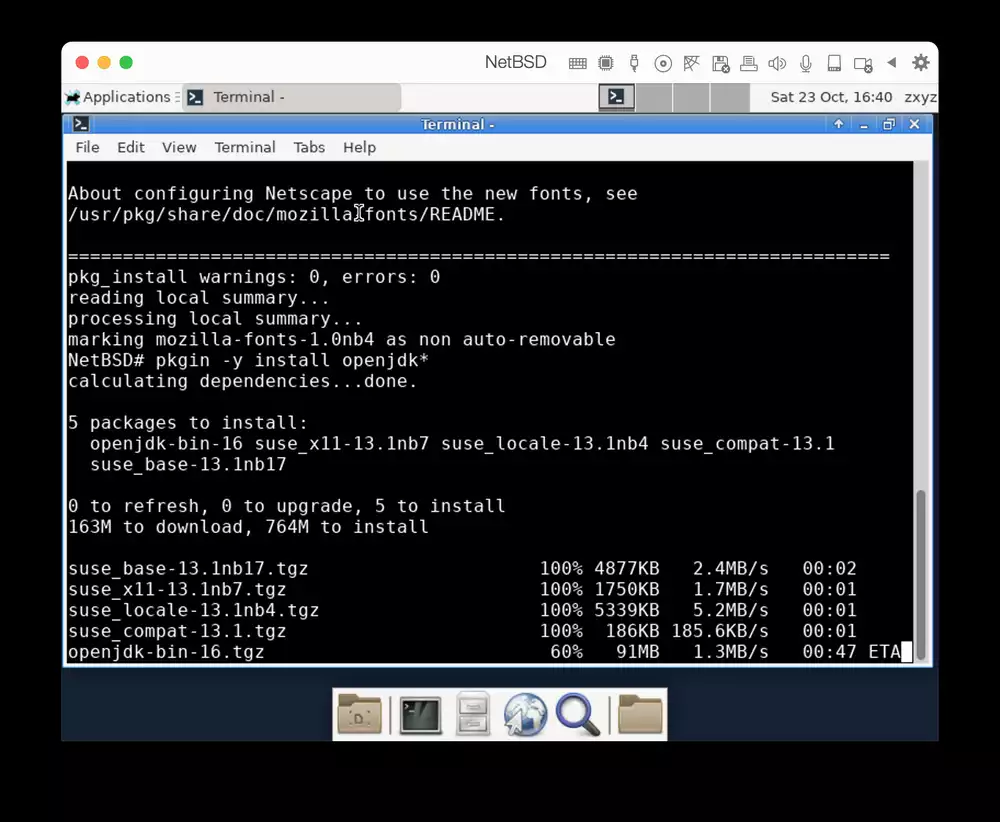 NetBSD
Applications Terminal - Sat 23 Oct, 16:40 zxyz
Terminal -
File Edit View Terminal Tabs Help
About configuring Netscape to use the new fonts, see
/usr/pkg/share/doc/mozilla-fonts/README.
===========================================================================
pkg_install warnings: 0, errors: 0
reading local summary...
processing local summary...
marking mozilla-fonts-1.0nb4 as non auto-removable
NetBSD# pkgin -y install openjdk*
calculating dependencies...done.
5 packages to install:
openjdk-bin-16 suse_x11-13.1nb7 suse_locale-13.1nb4 suse_compat-13.1
suse_base-13.1nb17
0 to refresh, 0 to upgrade, 5 to install
163M to download, 764M to install
suse_base-13.1nb17.tgz 100% 4877KB 2.4MB/s 00:02
suse_x11-13.1nb7.tgz 100% 1750KB 1.7MB/s 00:01
suse_locale-13.1nb4.tgz 100% 5339KB 5.2MB/s 00:01
suse_compat-13.1.tgz 100% 186KB 185.6KB/s 00:01
openjdk-bin-16.tgz 60% 91MB 1.3MB/s 00:47 ETA